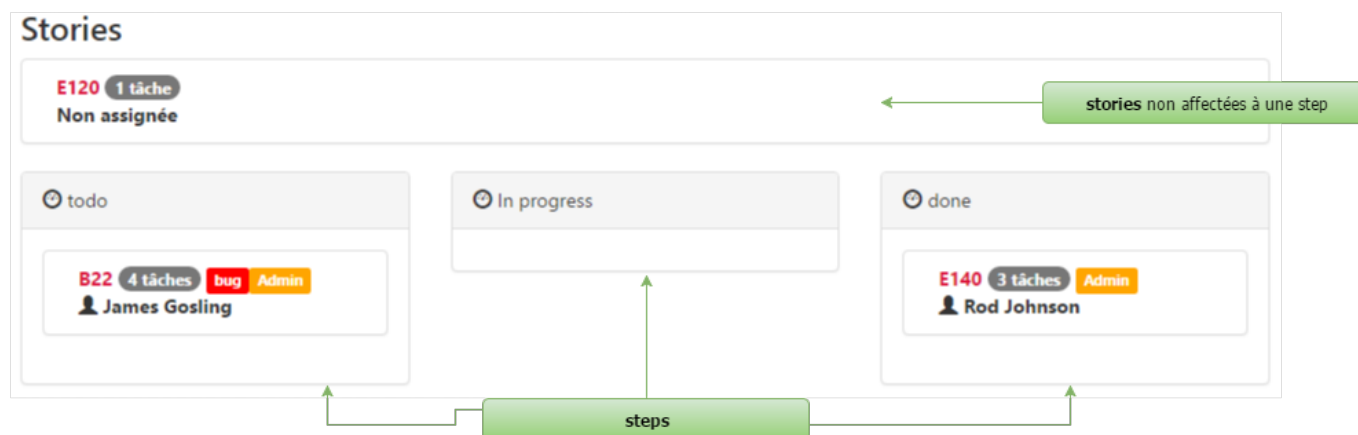 Stories
E120 1 tâche
Non assignée
stories non affectées à une step
todo
In progress
done
B22 4 tâches bug Admin
James Gosling
E140 3 tâches Admin
Rod Johnson
steps